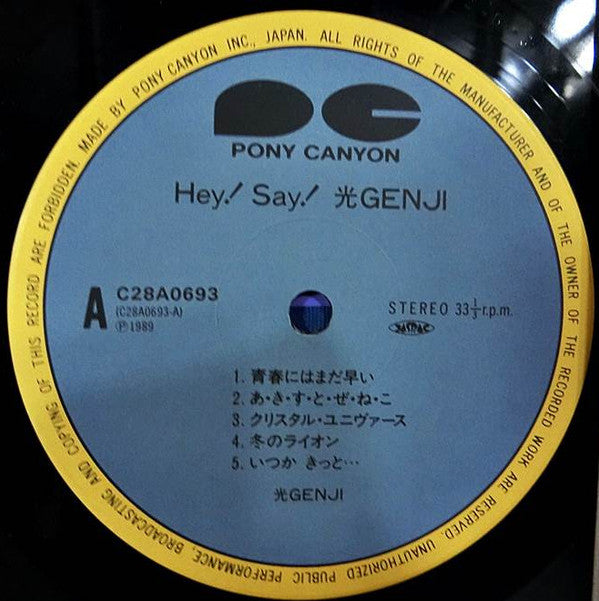 MADE BY PONY CANYON INC., JAPAN. ALL RIGHTS OF THE MANUFACTURER AND OF THE OWNER OF THE RECORDED WORK ARE RESERVED. UNAUTHORIZED PUBLIC PERFORMANCE, BROADCASTING AND COPYING OF THIS RECORD ARE FORBIDDEN.
PC
PONY CANYON
Hey! Say! 光GENJI
A
C28A0693
(C28A0693-A)
Ⓟ1989
STEREO 33⅓r.p.m.
1. 青春にはまだ早い
2. あ・き・す・と・ぜ・ね・こ
3. クリスタル・ユニヴァース
4. 冬のライオン
5. いつか きっと…
光GENJI